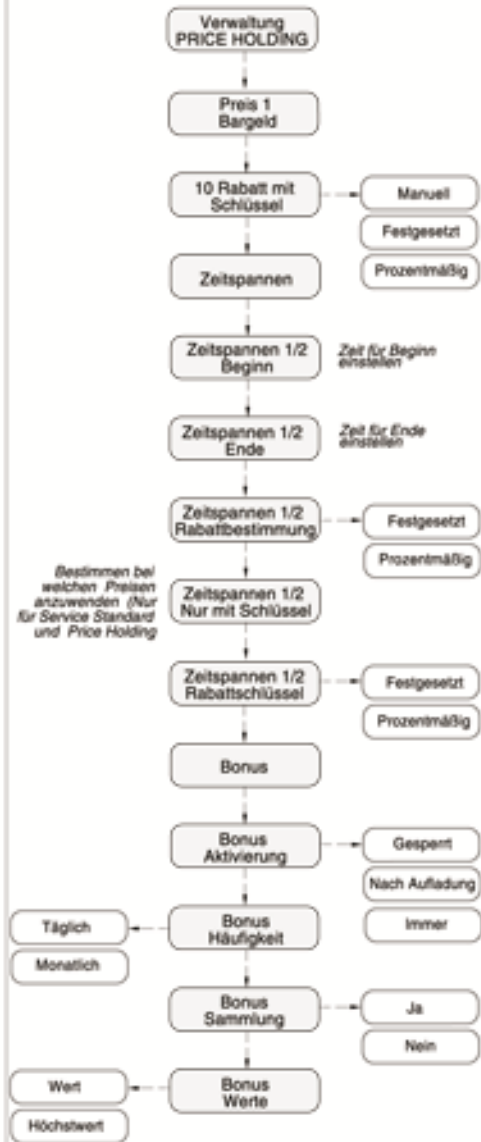 Verwaltung
PRICE HOLDING
Preis 1
Bargeld
10 Rabatt mit
Schlüssel
Manuell
Festgesetzt
Prozentmäßig
Zeitspannen
Zeitspannen 1/2
Beginn
Zeit für Beginn
einstellen
Zeitspannen 1/2
Ende
Zeit für Ende
einstellen
Zeitspannen 1/2
Rabattbestimmung
Festgesetzt
Prozentmäßig
Bestimmen bei
welchen Preisen
anzuwenden (Nur
für Service Standard
und Price Holding
Zeitspannen 1/2
Nur mit Schlüssel
Zeitspannen 1/2
Rabattschlüssel
Festgesetzt
Prozentmäßig
Bonus
Bonus
Aktivierung
Gesperrt
Nach Aufladung
Immer
Bonus
Häufigkeit
Täglich
Monatlich
Bonus
Sammlung
Ja
Nein
Bonus
Werte
Wert
Höchstwert